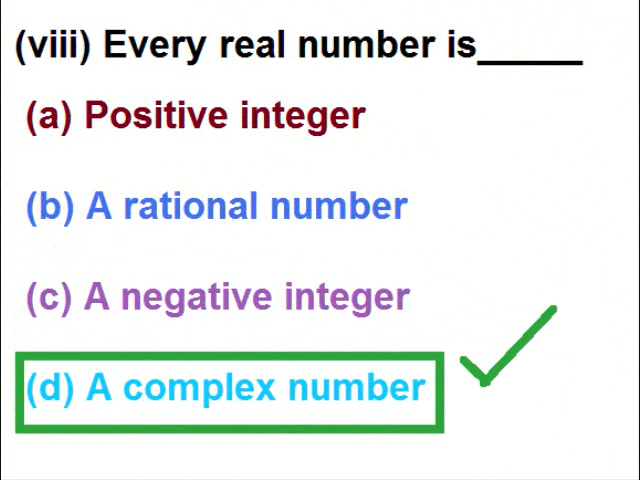 (viii) Every real number is_____
(a) Positive integer
(b) A rational number
(c) A negative integer
(d) A complex number